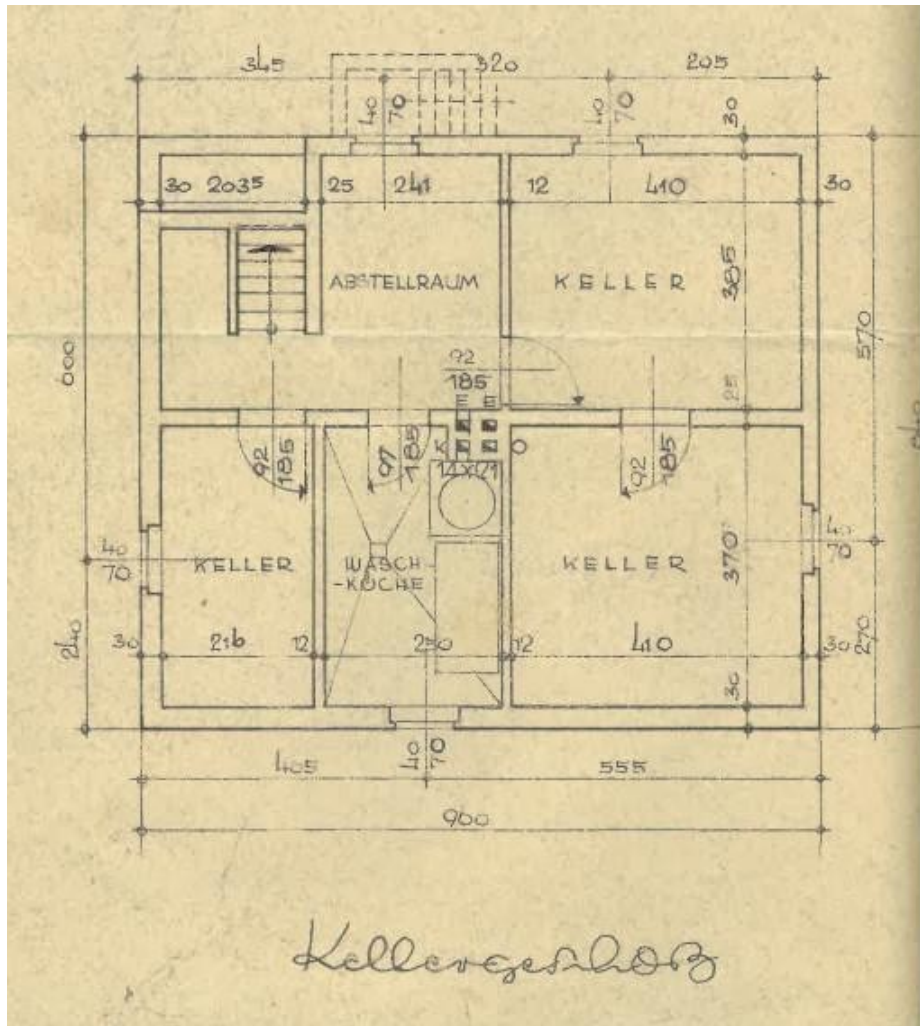 345 320 205
40 70 40 70 30
30 2035 25 241 12 410 30
ABSTELLRAUM KELLER 385
600 570
92 185 25
92 185 97 185 92 185
K O
14x21
40 70 KELLER WASCH- KELLER 370 40 70
-KÜCHE
240 30 216 12 250 12 410 30 270
30
405 40 70 555
960
Kellergeschoß